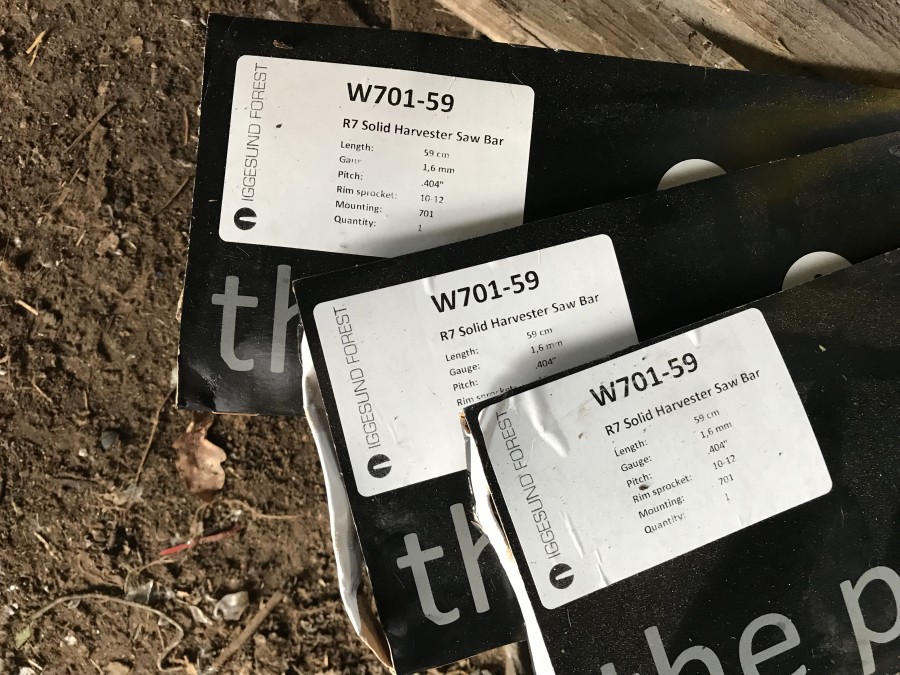 IGGESUND FOREST
W701-59
R7 Solid Harvester Saw Bar
Length: 59 cm
1,6 mm
Pitch: .404"
Rim sprocket: 10-12
Mounting: 701
Quantity: 1
th
IGGESUND FOREST
W701-59
R7 Solid Harvester Saw Bar
Length: 59 cm
Gauge: 1,6 mm
Pitch: .404"
Rim sprocket
th
IGGESUND FOREST
W701-59
R7 Solid Harvester Saw Bar
Length: 59 cm
Gauge: 1,6 mm
Pitch: .404"
Rim sprocket: 10-12
Mounting: 701
Quantity: 1
the p